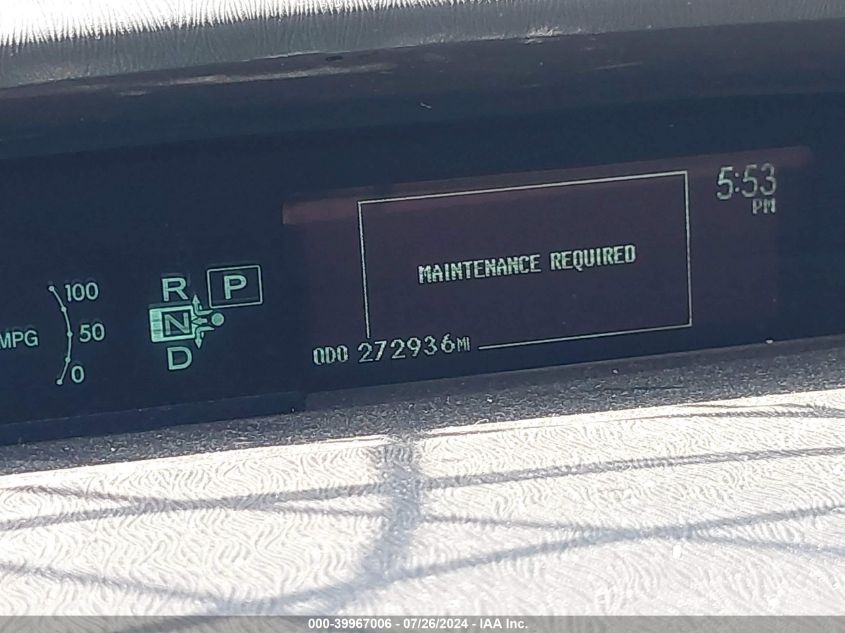 5:53
PM
MAINTENANCE REQUIRED
R P
100
N
MPG 50
D
0
ODO 272936MI
000-39967006 / 07/26/2024 - IAA Inc.